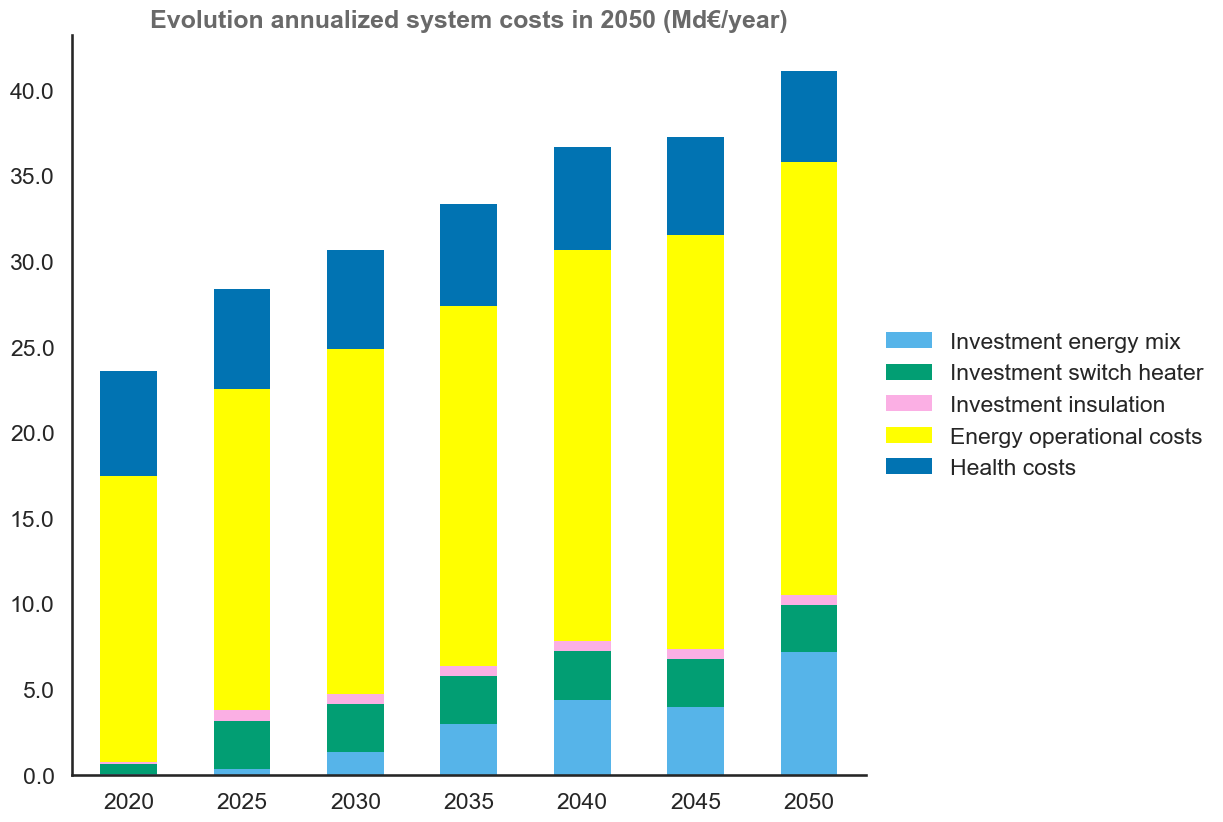 Evolution annualized system costs in 2050 (Md€/year)
40.0
35.0
30.0
25.0
20.0
15.0
10.0
5.0
0.0
2020 2025 2030 2035 2040 2045 2050
Investment energy mix
Investment switch heater
Investment insulation
Energy operational costs
Health costs